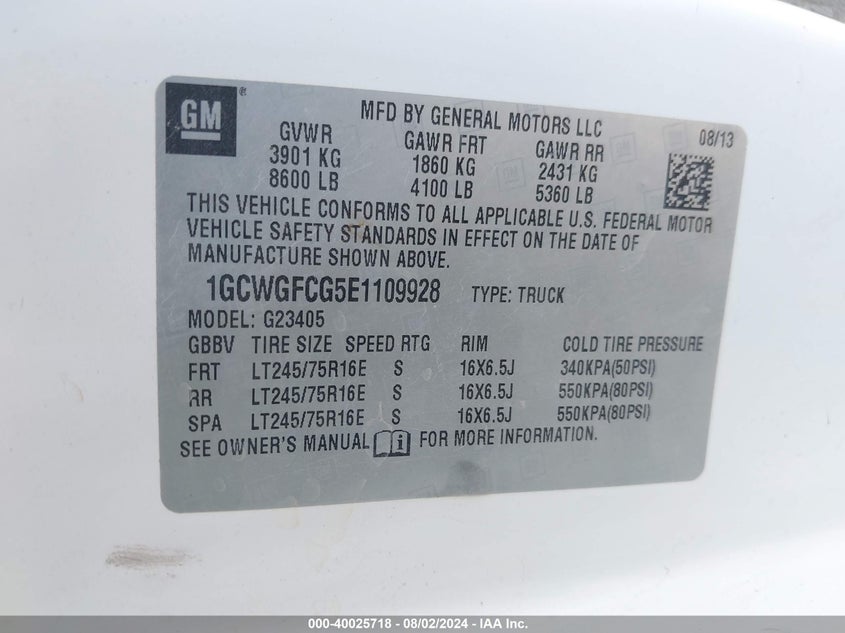 GM ®
MFD BY GENERAL MOTORS LLC
08/13
GVWR GAWR FRT GAWR RR
3901 KG 1860 KG 2431 KG
8600 LB 4100 LB 5360 LB
THIS VEHICLE CONFORMS TO ALL APPLICABLE U.S. FEDERAL MOTOR
VEHICLE SAFETY STANDARDS IN EFFECT ON THE DATE OF
MANUFACTURE SHOWN ABOVE.
1GCWGFCG5E1109928 TYPE: TRUCK
MODEL: G23405
GBBV TIRE SIZE SPEED RTG RIM COLD TIRE PRESSURE
FRT LT245/75R16E S 16X6.5J 340KPA(50PSI)
RR LT245/75R16E S 16X6.5J 550KPA(80PSI)
SPA LT245/75R16E S 16X6.5J 550KPA(80PSI)
SEE OWNER'S MANUAL i FOR MORE INFORMATION.
000-40025718 - 08/02/2024 - IAA Inc.